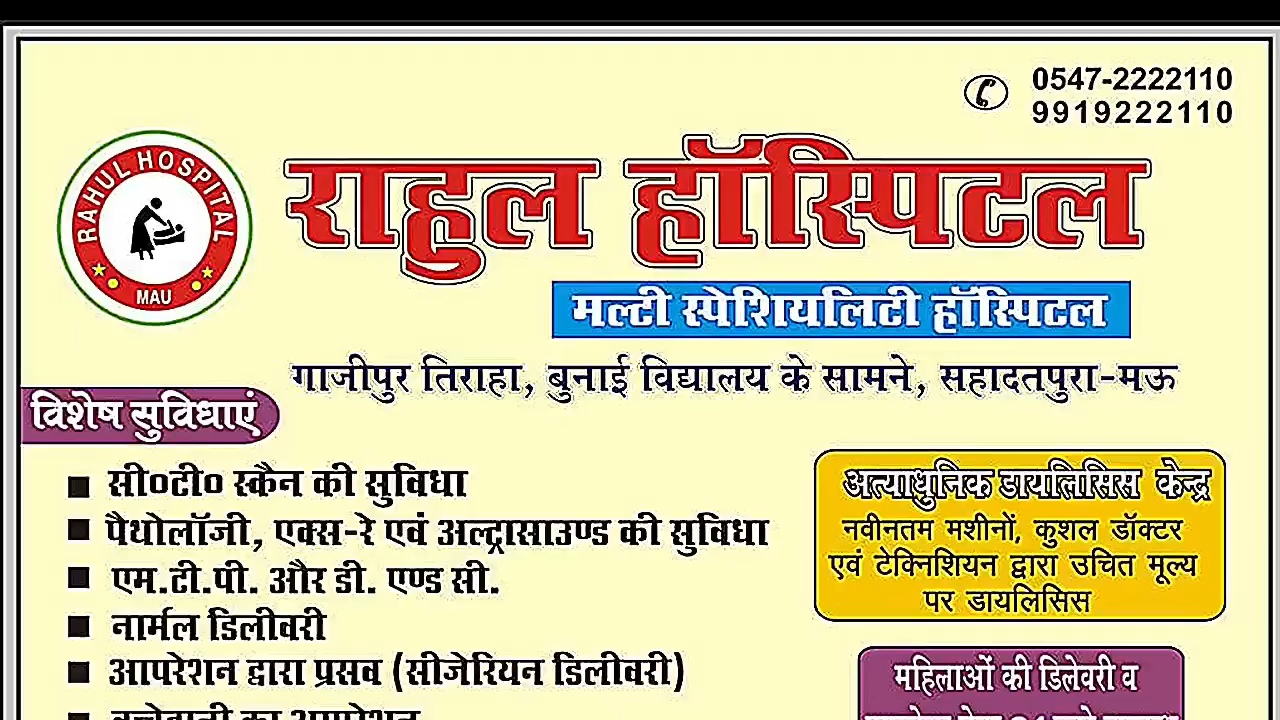 0547-2222110
9919222110
RAHUL HOSPITAL
MAU
राहुल हॉस्पिटल
मल्टी स्पेशियलिटी हॉस्पिटल
गाजीपुर तिराहा, बुनाई विद्यालय के सामने, सहादतपुरा-मऊ
विशेष सुविधाएं
सी०टी० स्कैन की सुविधा
पैथोलॉजी, एक्स-रे एवं अल्ट्रासाउण्ड की सुविधा
एम.टी.पी. और डी. एण्ड सी.
नार्मल डिलीवरी
आपरेशन द्वारा प्रसव (सीजेरियन डिलीवरी)
अत्याधुनिक डायलिसिस केन्द्र
नवीनतम मशीनों, कुशल डॉक्टर
एवं टेक्निशियन द्वारा उचित मूल्य
पर डायलिसिस
महिलाओं की डिलेवरी व